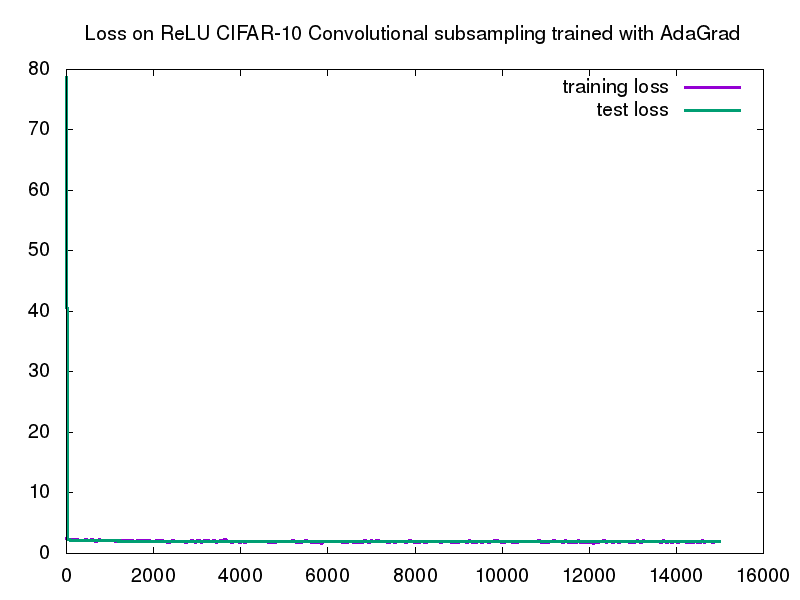 Loss on ReLU CIFAR-10 Convolutional subsampling trained with AdaGrad
training loss
test loss
80
70
60
50
40
30
20
10
0
0 2000 4000 6000 8000 10000 12000 14000 16000